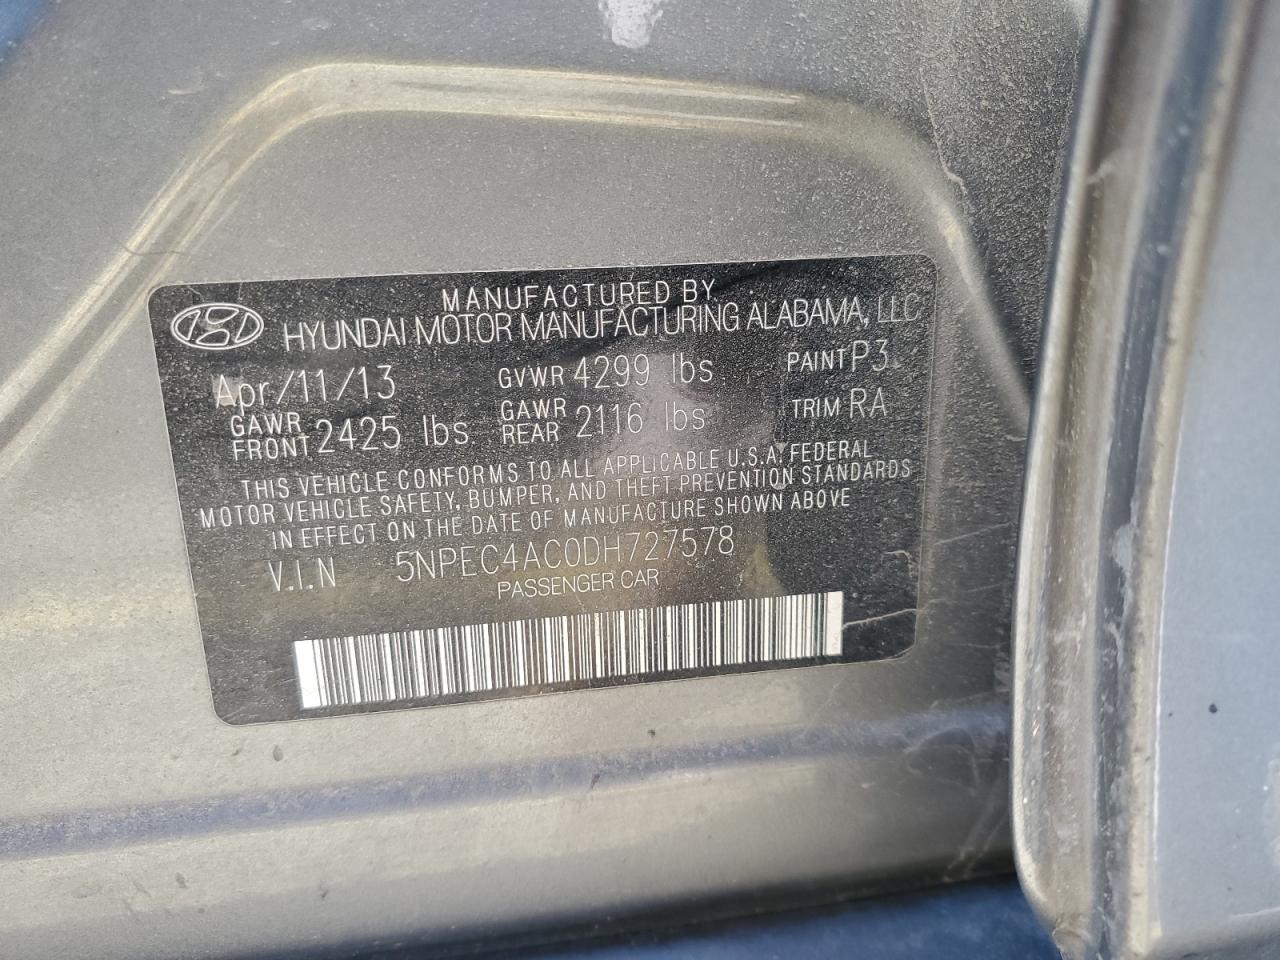 MANUFACTURED BY
HYUNDAI MOTOR MANUFACTURING ALABAMA, LLC
Apr/11/13 GVWR 4299 lbs PAINT P3
GAWR FRONT 2425 lbs GAWR REAR 2116 lbs TRIM RA
THIS VEHICLE CONFORMS TO ALL APPLICABLE U.S.A. FEDERAL
MOTOR VEHICLE SAFETY, BUMPER, AND THEFT PREVENTION STANDARDS
IN EFFECT ON THE DATE OF MANUFACTURE SHOWN ABOVE
V.I.N 5NPEC4AC0DH727578
PASSENGER CAR